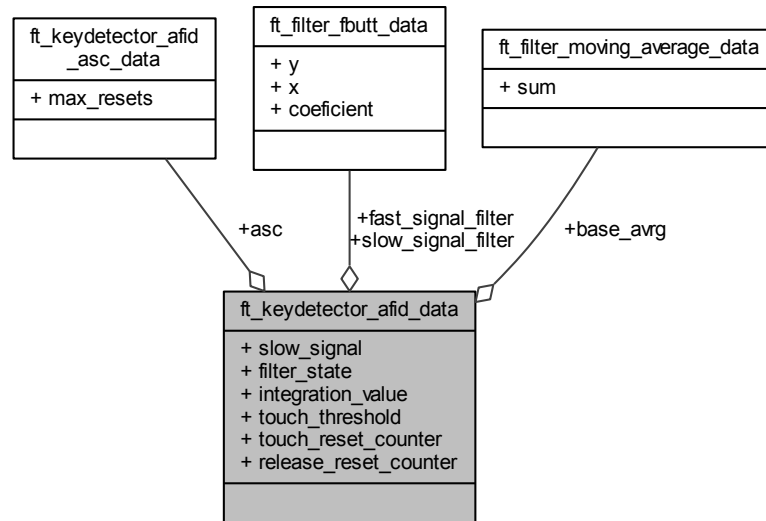 ft_keydetector_afid
_asc_data
+ max_resets
ft_filter_fbutt_data
+ y
+ x
+ coeficient
ft_filter_moving_average_data
+ sum
+asc
+fast_signal_filter
+slow_signal_filter
+base_avrg
ft_keydetector_afid_data
+ slow_signal
+ filter_state
+ integration_value
+ touch_threshold
+ touch_reset_counter
+ release_reset_counter